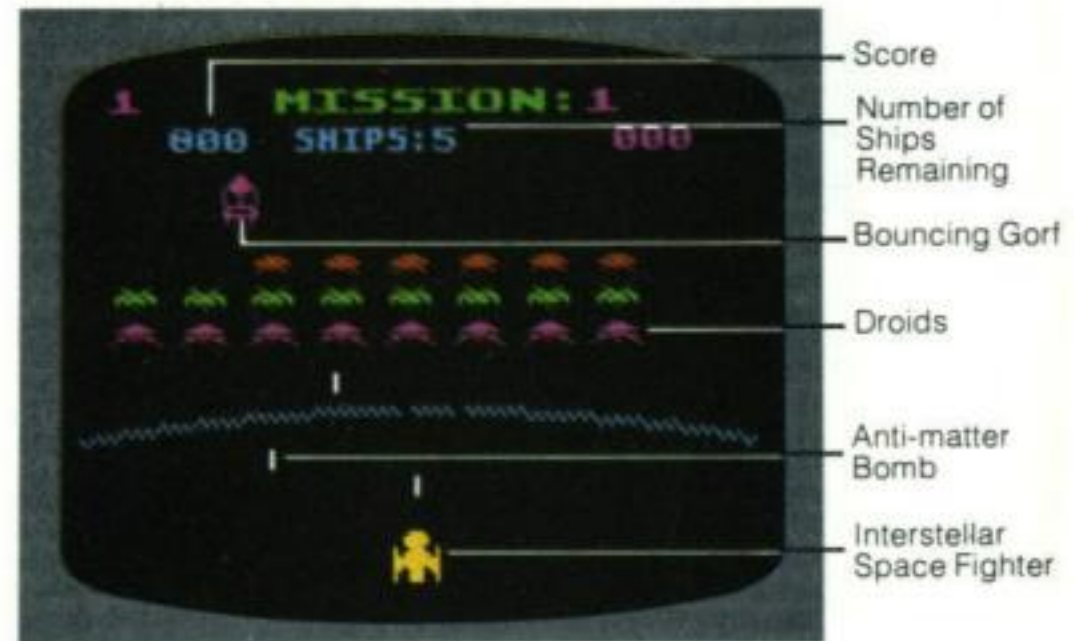 Score
1 MISSION:1
Number of
Ships
Remaining
000 SHIPS:5 000
Bouncing Gorf
Droids
Anti-matter
Bomb
Interstellar
Space Fighter